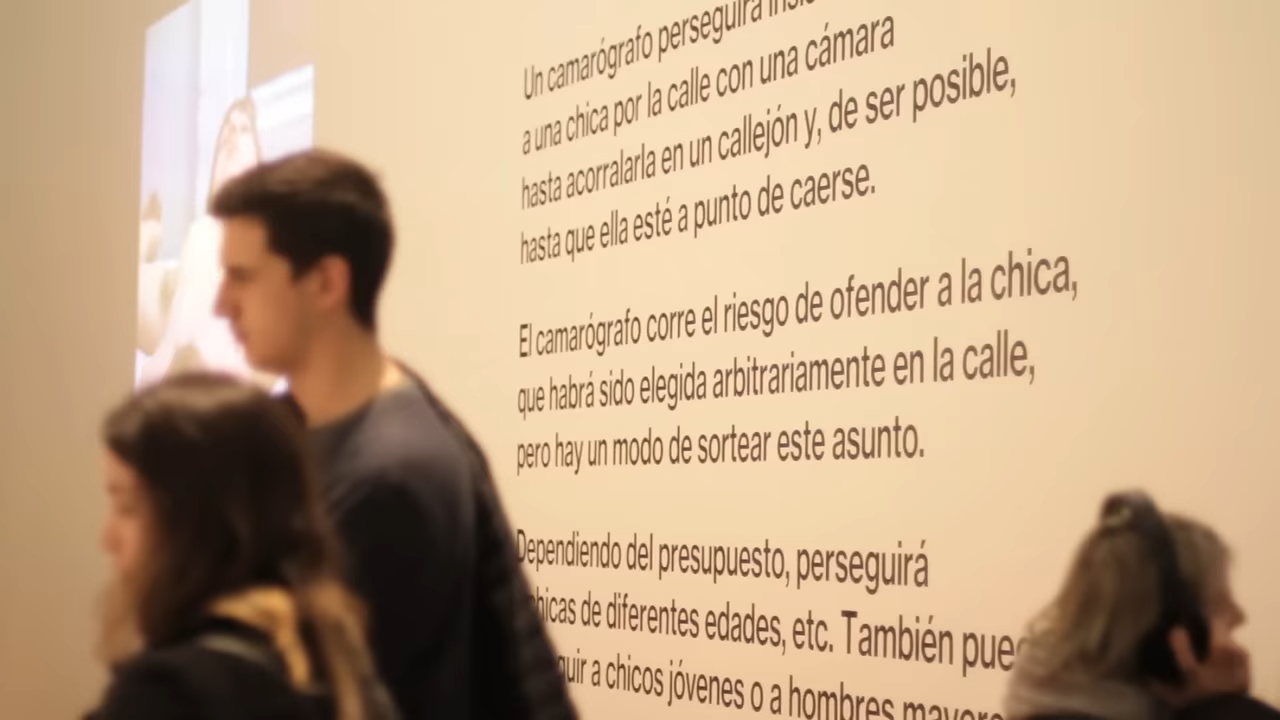 Un camarógrafo perseguirá
a una chica por la calle con una cámara
hasta acorralarla en un callejón y, de ser posible,
hasta que ella esté a punto de caerse.
El camarógrafo corre el riesgo de ofender a la chica,
que habrá sido elegida arbitrariamente en la calle,
pero hay un modo de sortear este asunto.
Dependiendo del presupuesto, perseguirá
chicas de diferentes edades, etc. También
a chicos jóvenes o a hombres